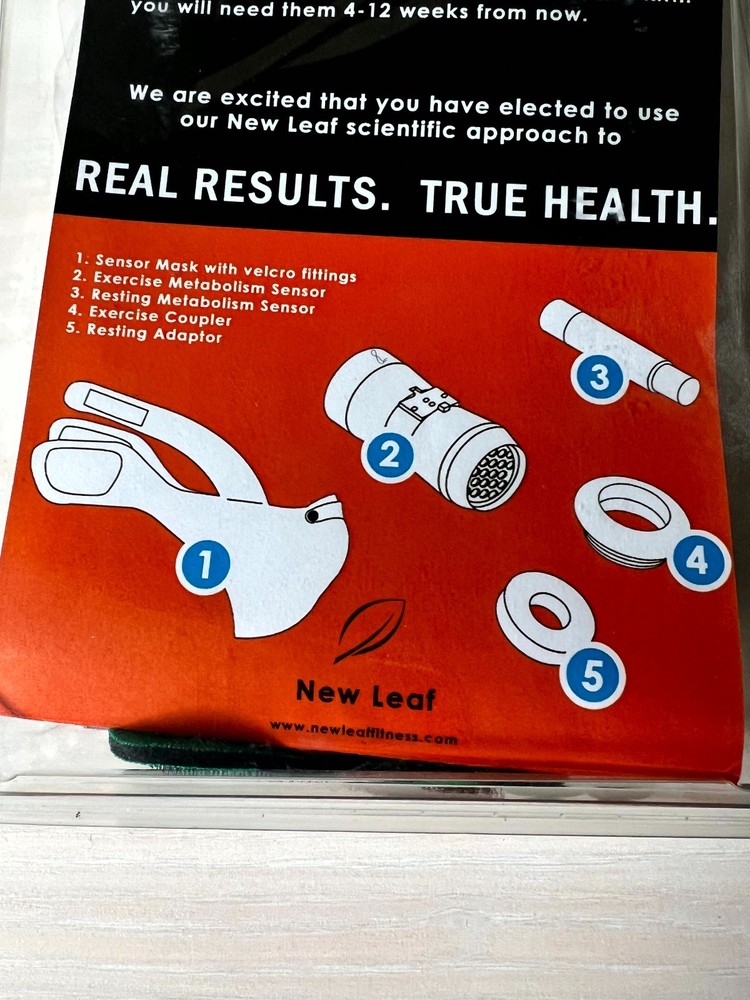 you will need them 4-12 weeks from now.
We are excited that you have elected to use
our New Leaf scientific approach to
REAL RESULTS. TRUE HEALTH.
1. Sensor Mask with velcro fittings
2. Exercise Metabolism Sensor
3. Resting Metabolism Sensor
4. Exercise Coupler
5. Resting Adaptor
3
2
1
4
5
New Leaf
www.newleaffitness.com